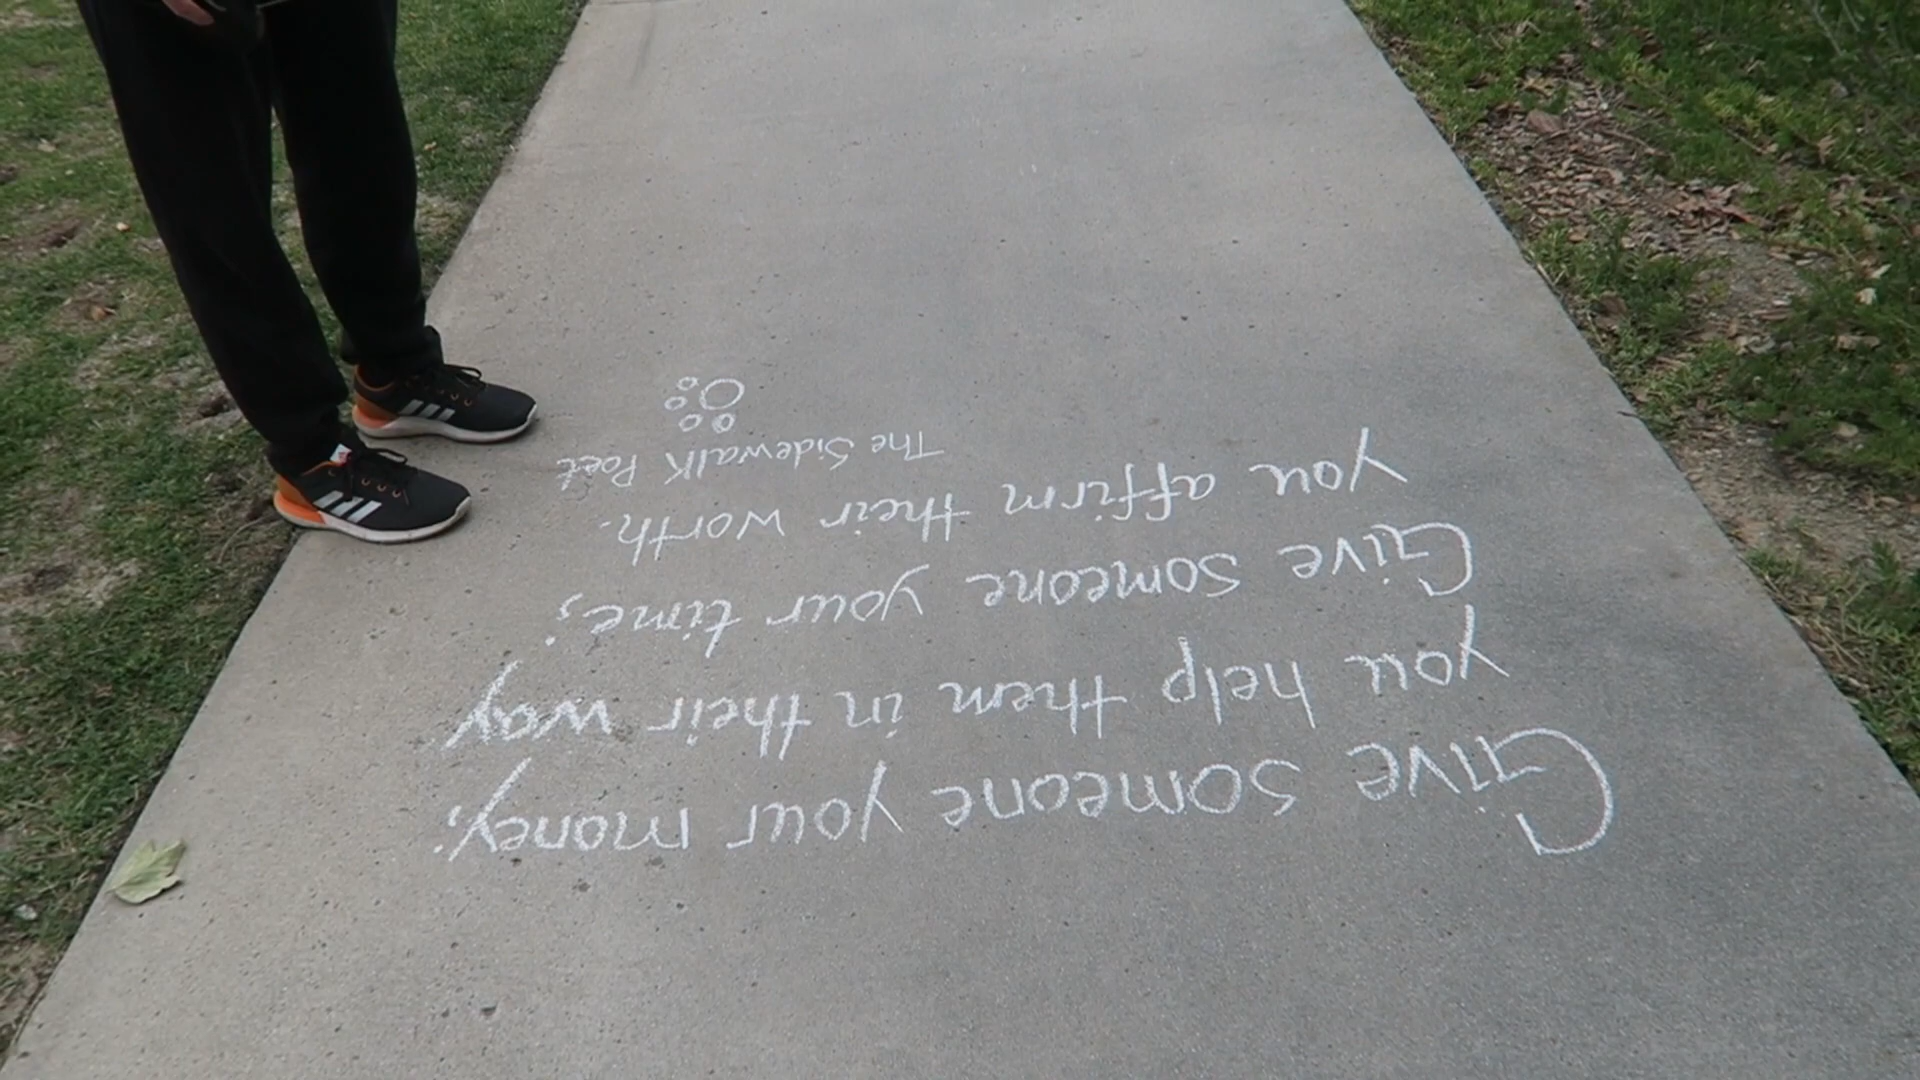 Give someone your money;
you help them in their way
Give someone your time;
you affirm their worth.
The Sidewalk Poet